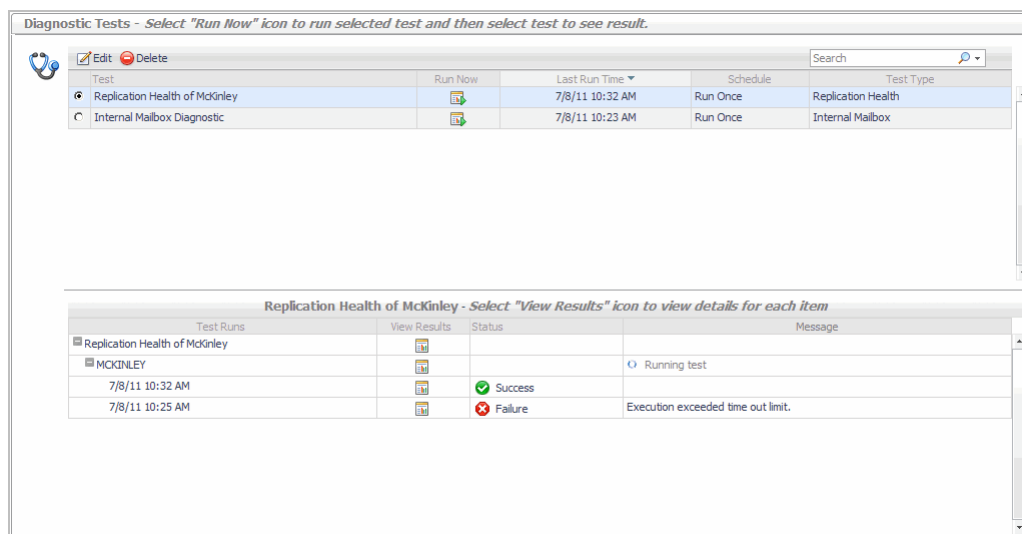 Diagnostic Tests - Select "Run Now" icon to run selected test and then select test to see result.
Edit Delete Search
Test Run Now Last Run Time Schedule Test Type
Replication Health of McKinley 7/8/11 10:32 AM Run Once Replication Health
Internal Mailbox Diagnostic 7/8/11 10:23 AM Run Once Internal Mailbox
Replication Health of McKinley - Select "View Results" icon to view details for each item
Test Runs View Results Status Message
Replication Health of McKinley
MCKINLEY Running test
7/8/11 10:32 AM Success
7/8/11 10:25 AM Failure Execution exceeded time out limit.